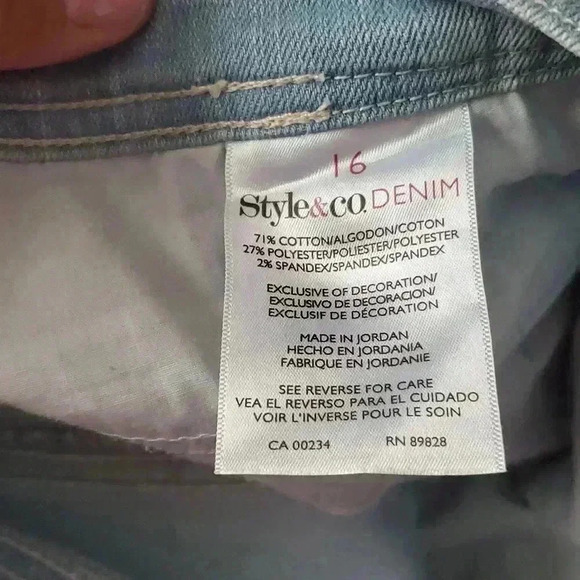 16
Style&co. DENIM
71% COTTON/ALGODON/COTON
27% POLYESTER/POLIESTER/POLYESTER
2% SPANDEX/SPANDEX/SPANDEX
EXCLUSIVE OF DECORATION/
EXCLUSIVO DE DECORACION/
EXCLUSIF DE DÉCORATION
MADE IN JORDAN
HECHO EN JORDANIA
FABRIQUE EN JORDANIE
SEE REVERSE FOR CARE
VEA EL REVERSO PARA EL CUIDADO
VOIR L'INVERSE POUR LE SOIN
CA 00234 RN 89828